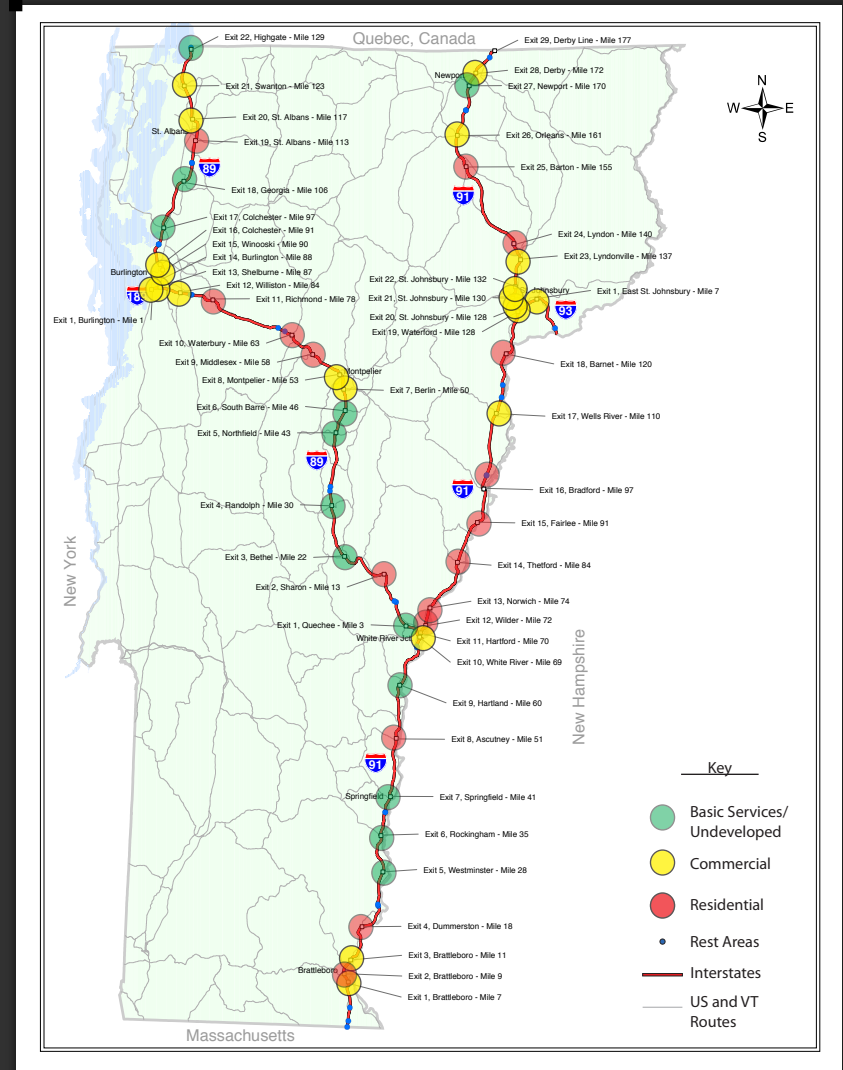 Quebec, Canada
Exit 22, Highgate - Mile 129
Exit 21, Swanton - Mile 123
Exit 20, St. Albans - Mile 117
St. Albans
Exit 19, St. Albans - Mile 113
89
Exit 18, Georgia - Mile 106
Exit 17, Colchester - Mile 97
Exit 16, Colchester - Mile 91
Exit 15, Winooski - Mile 90
Exit 14, Burlington - Mile 88
Burlington
Exit 13, Shelburne - Mile 87
Exit 12, Williston - Mile 84
18
Exit 11, Richmond - Mile 78
Exit 1, Burlington - Mile 1
Exit 10, Waterbury - Mile 63
Exit 9, Middlesex - Mile 58
Montpelier
Exit 8, Montpelier - Mile 53
Exit 7, Berlin - Mile 50
Exit 6, South Barre - Mile 46
Exit 5, Northfield - Mile 43
89
Exit 4, Randolph - Mile 30
Exit 3, Bethel - Mile 22
Exit 2, Sharon - Mile 13
Exit 1, Quechee - Mile 3
White River Jct
Exit 29, Derby Line - Mile 177
Exit 28, Derby - Mile 172
Newport
Exit 27, Newport - Mile 170
Exit 26, Orleans - Mile 161
Exit 25, Barton - Mile 155
91
Exit 24, Lyndon - Mile 140
Exit 23, Lyndonville - Mile 137
Exit 22, St. Johnsbury - Mile 132
Exit 21, St. Johnsbury - Mile 130
Exit 20, St. Johnsbury - Mile 128
Exit 19, Waterford - Mile 128
Johnsbury
Exit 1, East St. Johnsbury - Mile 7
93
Exit 18, Barnet - Mile 120
Exit 17, Wells River - Mile 110
91
Exit 16, Bradford - Mile 97
Exit 15, Fairlee - Mile 91
Exit 14, Thetford - Mile 84
Exit 13, Norwich - Mile 74
Exit 12, Wilder - Mile 72
Exit 11, Hartford - Mile 70
Exit 10, White River - Mile 69
Exit 9, Hartland - Mile 60
Exit 8, Ascutney - Mile 51
91
Springfield
Exit 7, Springfield - Mile 41
Exit 6, Rockingham - Mile 35
Exit 5, Westminster - Mile 28
Exit 4, Dummerston - Mile 18
Exit 3, Brattleboro - Mile 11
Brattleboro
Exit 2, Brattleboro - Mile 9
Exit 1, Brattleboro - Mile 7
New York
New Hampshire
Massachusetts
N
W
E
S
Key
Basic Services/
Undeveloped
Commercial
Residential
Rest Areas
Interstates
US and VT
Routes